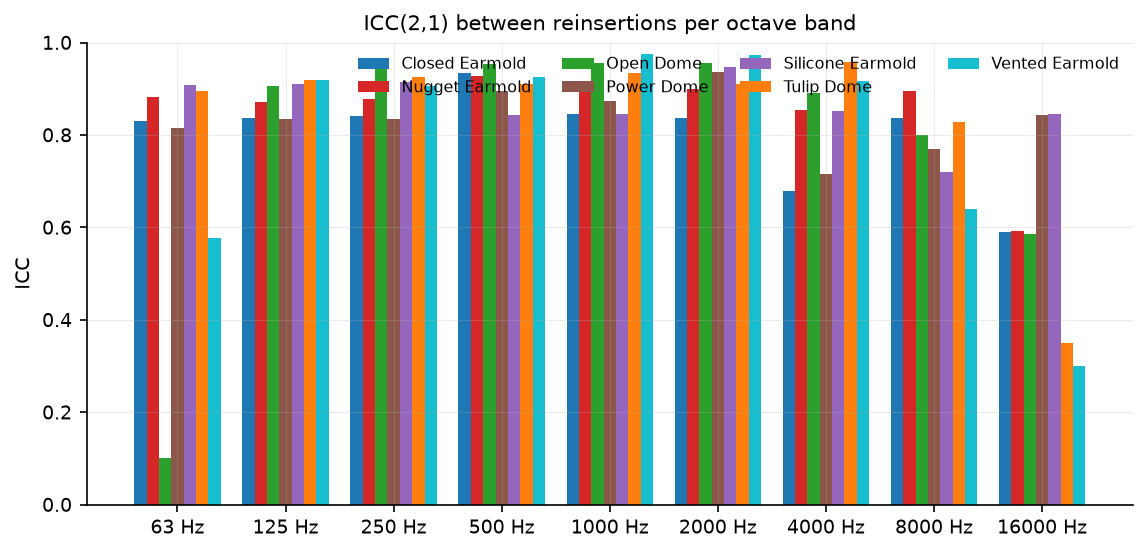 ICC(2,1) between reinsertions per octave band
Closed Earmold Open Dome Silicone Earmold Vented Earmold
Nugget Earmold Power Dome Tulip Dome
1.0
0.8
0.6
0.4
0.2
0.0
ICC
63 Hz 125 Hz 250 Hz 500 Hz 1000 Hz 2000 Hz 4000 Hz 8000 Hz 16000 Hz